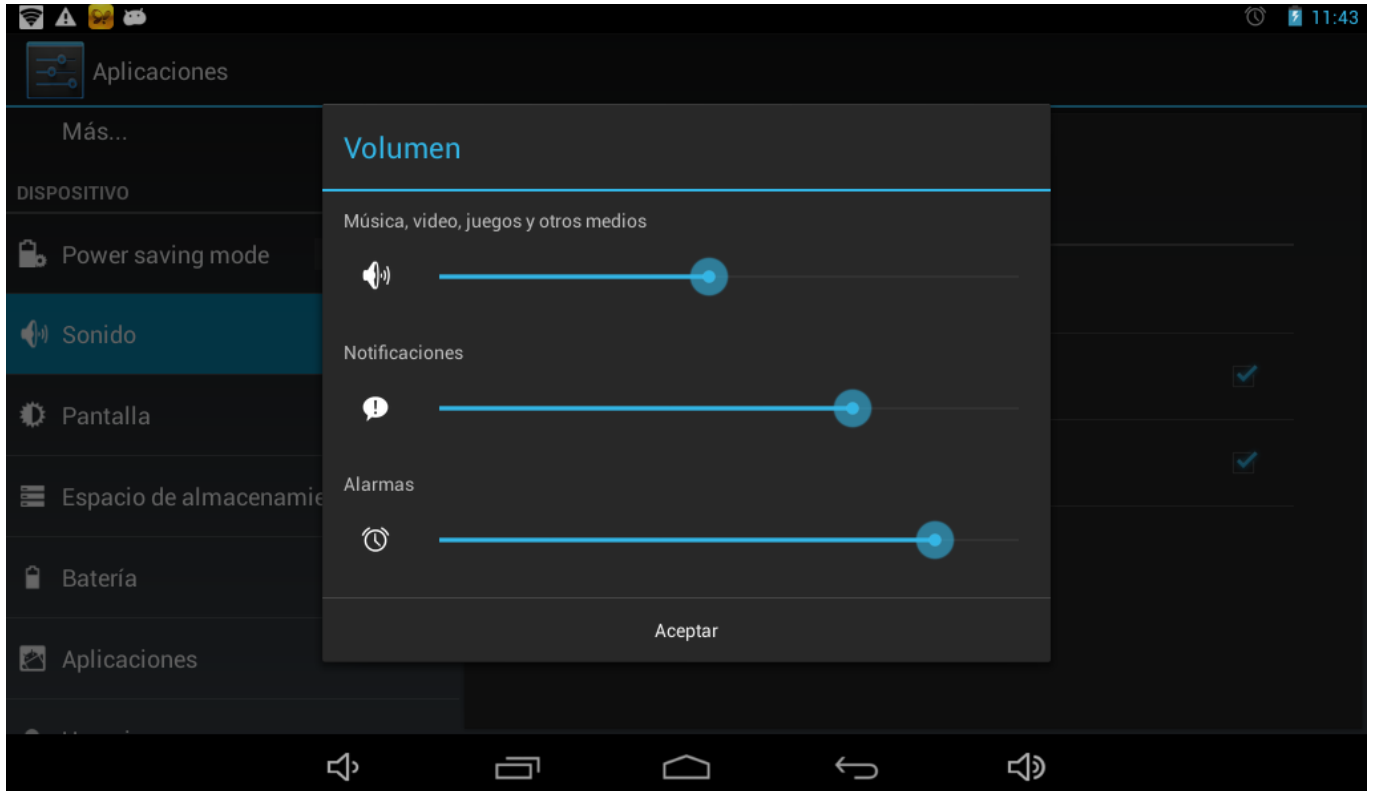 11:43
Aplicaciones
Más...
DISPOSITIVO
Power saving mode
Sonido
Pantalla
Espacio de
Batería
Aplicaciones
Volumen
Música, video, juegos y otros medios
Notificaciones
Alarmas
Aceptar